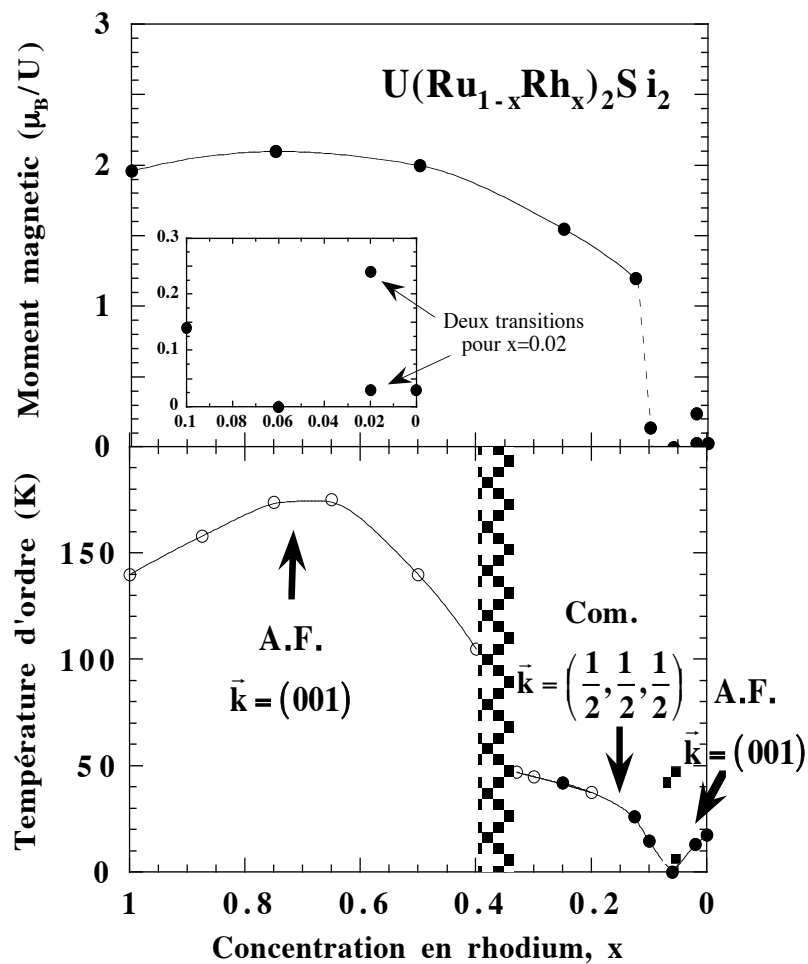 3
U(Ru1-xRhx)2Si2
2
0.3
0.2
Deux transitions
pour x=0.02
1
0.1
0
0.1 0.08 0.06 0.04 0.02 0
0
Moment magnetic (μB/U)
150
A.F.
k⃗ = (001)
Com.
k⃗ = (1/2, 1/2, 1/2)
A.F.
k⃗ = (001)
100
50
0
Température d'ordre (K)
1 0.8 0.6 0.4 0.2 0
Concentration en rhodium, x